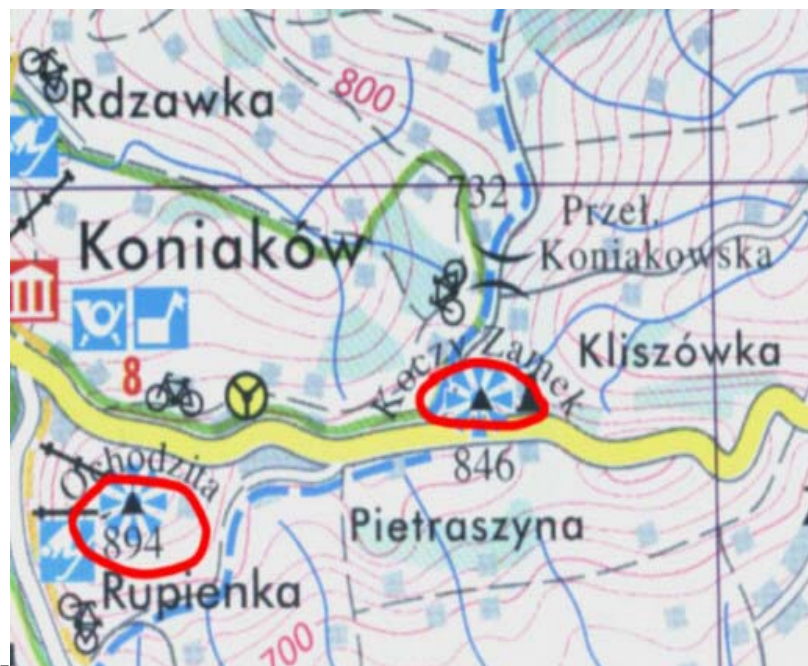 800
Rdzawka
732
Przeł.
Koniakowska
Koniaków
Koczy Zamek
Kliszówka
8
846
Ochodzita
894
Pietraszyna
Rupienka
700